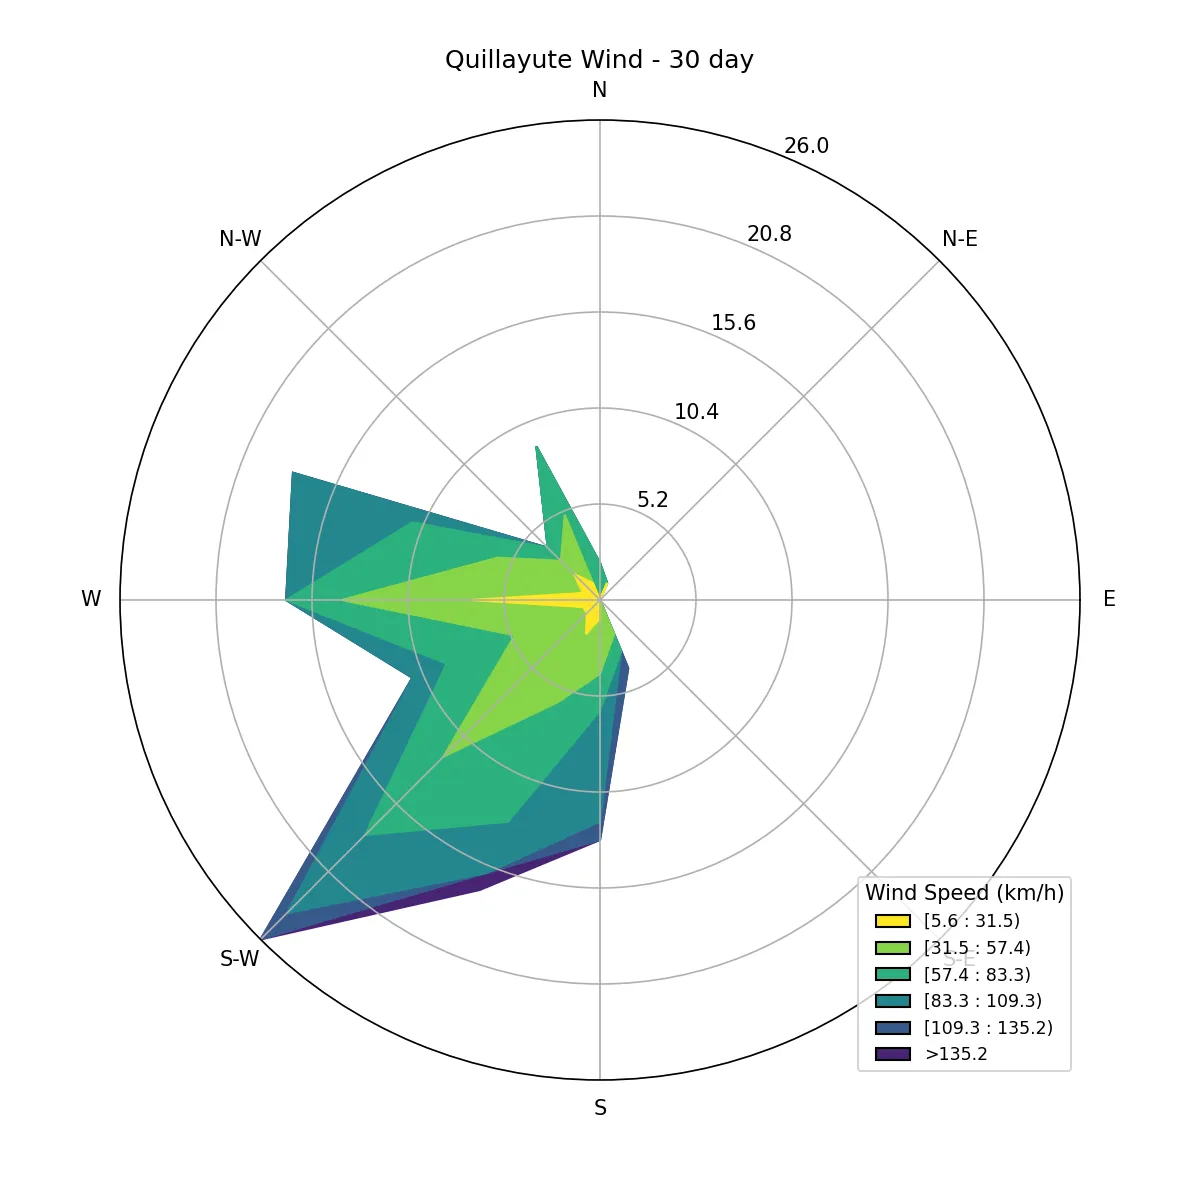 Quillayute Wind - 30 day
N
26.0
N-W
20.8
N-E
15.6
10.4
5.2
W
E
S-W
S-E
S
Wind Speed (km/h)
[5.6 : 31.5)
[31.5 : 57.4)
[57.4 : 83.3)
[83.3 : 109.3)
[109.3 : 135.2)
>135.2